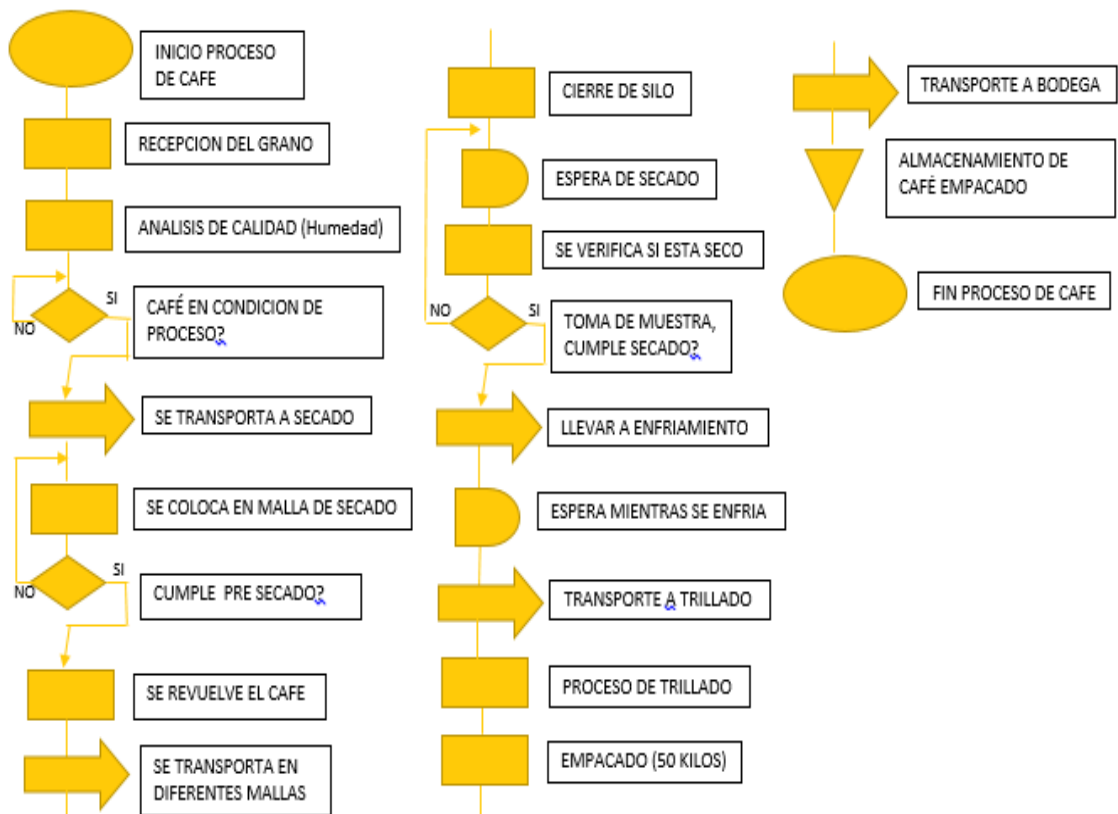 INICIO PROCESO
DE CAFE
RECEPCION DEL GRANO
ANALISIS DE CALIDAD (Humedad)
SI
NO
CAFÉ EN CONDICION DE
PROCESO?
SE TRANSPORTA A SECADO
SE COLOCA EN MALLA DE SECADO
SI
NO
CUMPLE PRE SECADO?
SE REVUELVE EL CAFE
SE TRANSPORTA EN
DIFERENTES MALLAS
CIERRE DE SILO
ESPERA DE SECADO
SE VERIFICA SI ESTA SECO
NO
SI
TOMA DE MUESTRA,
CUMPLE SECADO?
LLEVAR A ENFRIAMIENTO
ESPERA MIENTRAS SE ENFRIA
TRANSPORTE A TRILLADO
PROCESO DE TRILLADO
EMPACADO (50 KILOS)
TRANSPORTE A BODEGA
ALMACENAMIENTO DE
CAFÉ EMPACADO
FIN PROCESO DE CAFE